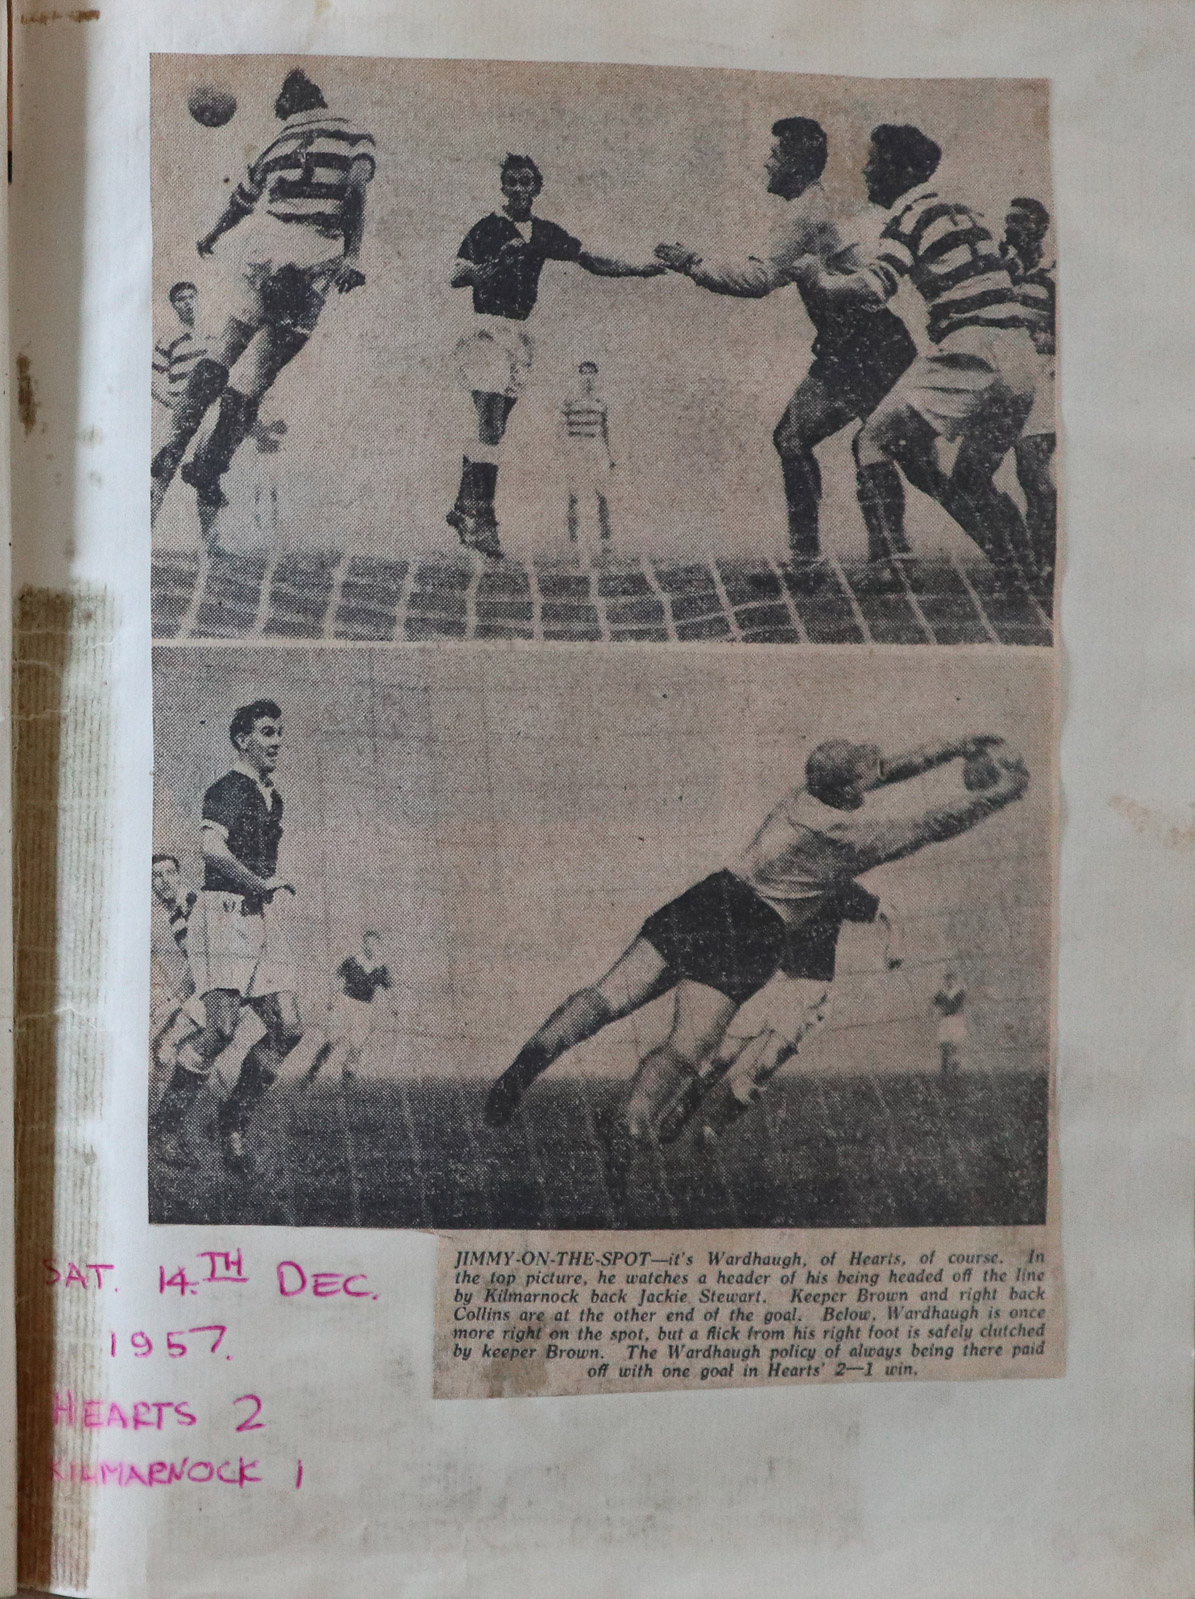 JIMMY-ON-THE-SPOT—it's Wardhaugh, of Hearts, of course. In
the top picture, he watches a header of his being headed off the line
by Kilmarnock back Jackie Stewart. Keeper Brown and right back
Collins are at the other end of the goal. Below, Wardhaugh is once
more right on the spot, but a flick from his right foot is safely clutched
by keeper Brown. The Wardhaugh policy of always being there paid
off with one goal in Hearts' 2—1 win.
SAT. 14TH DEC.
1957.
HEARTS 2
KILMARNOCK 1